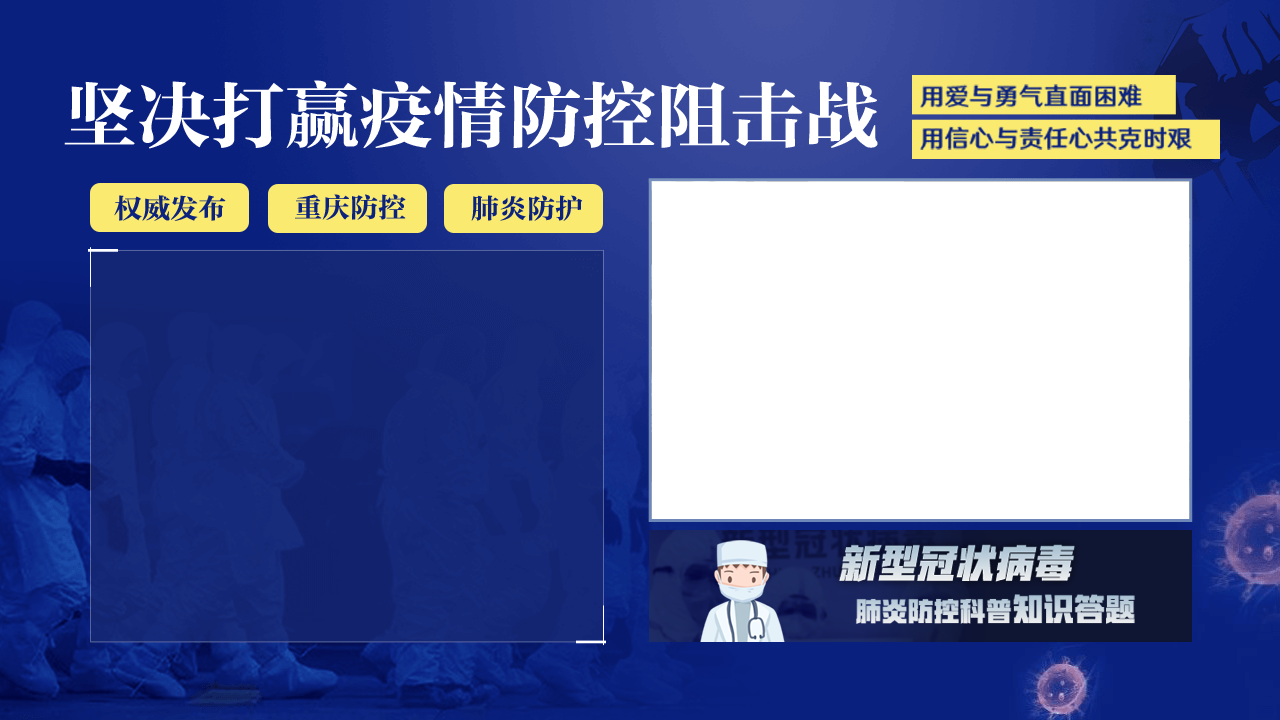 坚决打赢疫情防控阻击战
用爱与勇气直面困难
用信心与责任心共克时艰
权威发布
重庆防控
肺炎防护
新型冠状病毒
肺炎防控科普知识答题